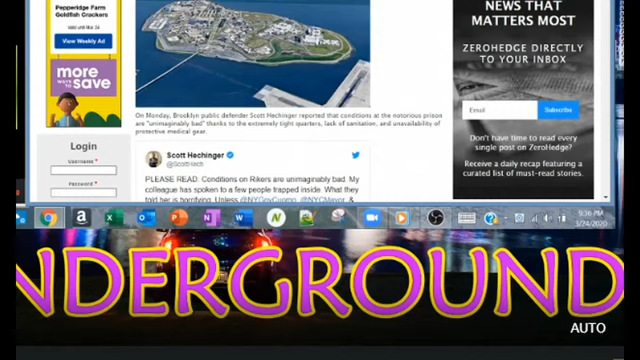 Pepperidge Farm
Goldfish Crackers
View Weekly Ad
more
ways
to save
Login
Username *
Password *
On Monday, Brooklyn public defender Scott Hechinger reported that conditions at the notorious prison
are "unimaginably bad" thanks to the extremely tight quarters, lack of sanitation, and unavailability of
protective medical gear.
Scott Hechinger
@ScottHech
PLEASE READ. Conditions on Rikers are unimaginably bad. My
colleague has spoken to a few people trapped inside. What they
told her is horrifying. Unless @NYGovCuomo, @NYCMayor, &
NEWS THAT
MATTERS MOST
ZEROHEDGE DIRECTLY
TO YOUR INBOX
Email
Subscribe
Don't have time to read every
single post on ZeroHedge?
Receive a daily recap featuring a
curated list of must-read stories.
9:36 PM
3/24/2020
NDERGROUND
AUTO